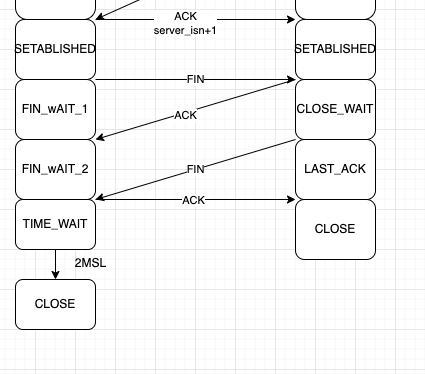 ACK
server_isn+1
SETABLISHED
SETABLISHED
FIN
FIN_wAIT_1
CLOSE_WAIT
ACK
FIN_wAIT_2
FIN
LAST_ACK
ACK
TIME_WAIT
CLOSE
2MSL
CLOSE